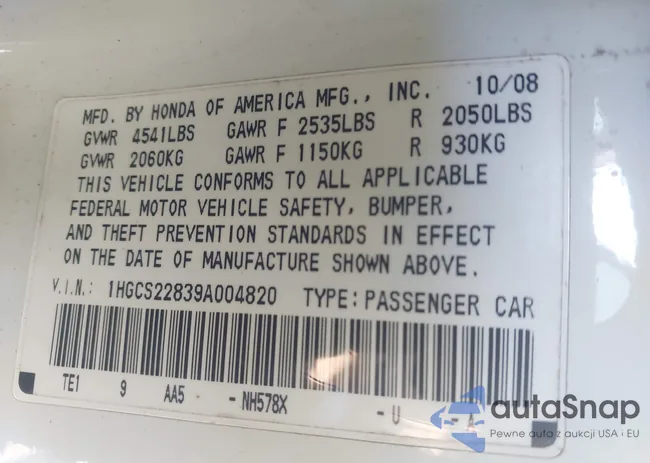 MFD. BY HONDA OF AMERICA MFG., INC. 10/08
GVWR 4541LBS GAWR F 2535LBS R 2050LBS
GVWR 2060KG GAWR F 1150KG R 930KG
THIS VEHICLE CONFORMS TO ALL APPLICABLE
FEDERAL MOTOR VEHICLE SAFETY, BUMPER,
AND THEFT PREVENTION STANDARDS IN EFFECT
ON THE DATE OF MANUFACTURE SHOWN ABOVE.
V.I.N.: 1HGCS22839A004820 TYPE: PASSENGER CAR
TE1 9 AA5 - NH578X - U - A
autaSnap
Pewne auta z aukcji USA i EU